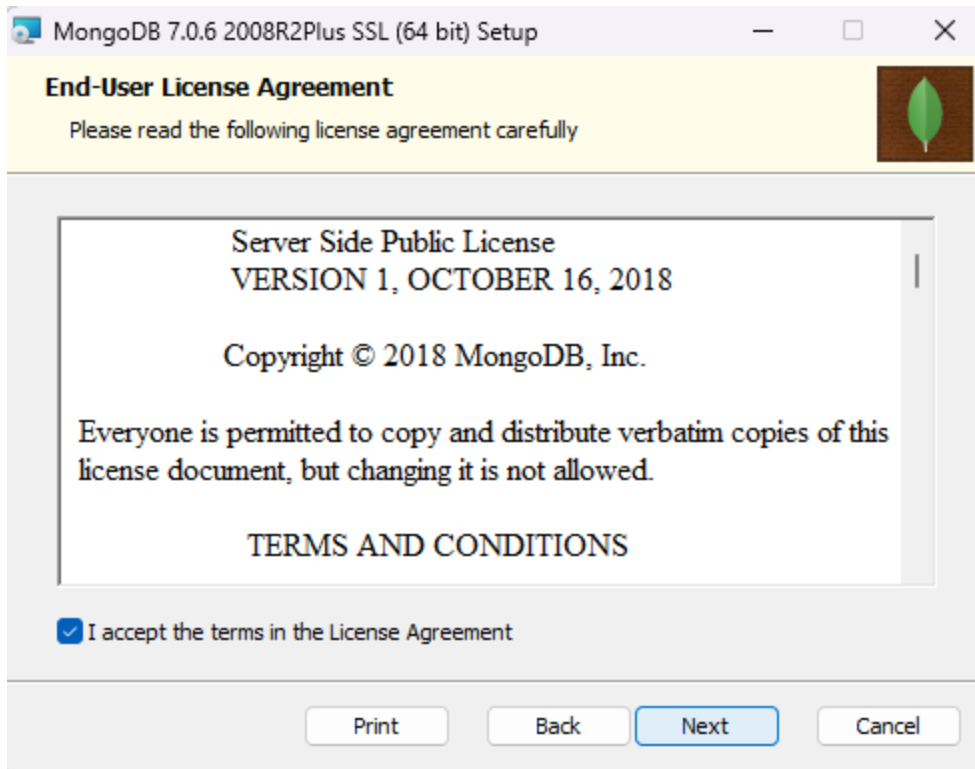 MongoDB 7.0.6 2008R2Plus SSL (64 bit) Setup
End-User License Agreement
Please read the following license agreement carefully
Server Side Public License
VERSION 1, OCTOBER 16, 2018
Copyright © 2018 MongoDB, Inc.
Everyone is permitted to copy and distribute verbatim copies of this
license document, but changing it is not allowed.
TERMS AND CONDITIONS
I accept the terms in the License Agreement
Print Back Next Cancel